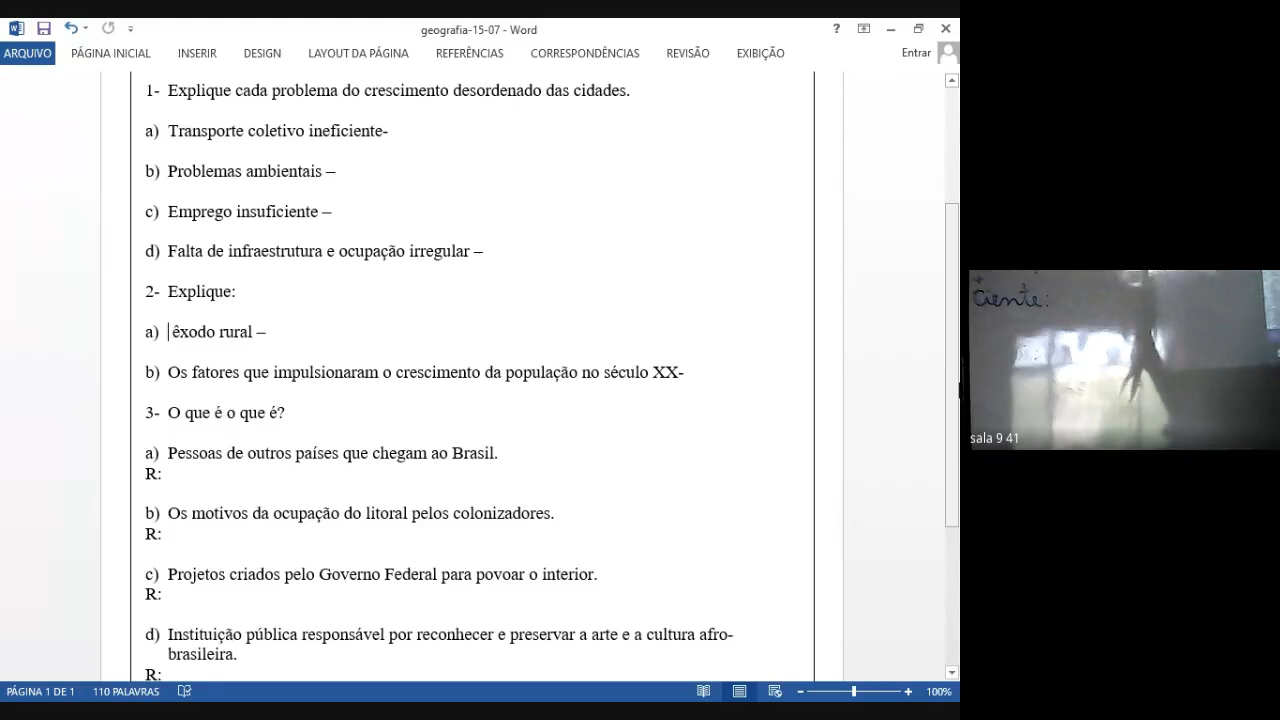 geografia-15-07 - Word
?
ARQUIVO PÁGINA INICIAL INSERIR DESIGN LAYOUT DA PÁGINA REFERÊNCIAS CORRESPONDÊNCIAS REVISÃO EXIBIÇÃO Entrar
1- Explique cada problema do crescimento desordenado das cidades.
a) Transporte coletivo ineficiente-
b) Problemas ambientais –
c) Emprego insuficiente –
d) Falta de infraestrutura e ocupação irregular –
2- Explique:
a) êxodo rural –
b) Os fatores que impulsionaram o crescimento da população no século XX-
3- O que é o que é?
a) Pessoas de outros países que chegam ao Brasil.
R:
b) Os motivos da ocupação do litoral pelos colonizadores.
R:
c) Projetos criados pelo Governo Federal para povoar o interior.
R:
d) Instituição pública responsável por reconhecer e preservar a arte e a cultura afro-
brasileira.
R:
PÁGINA 1 DE 1 110 PALAVRAS 100%
ciente:
sala 9 41